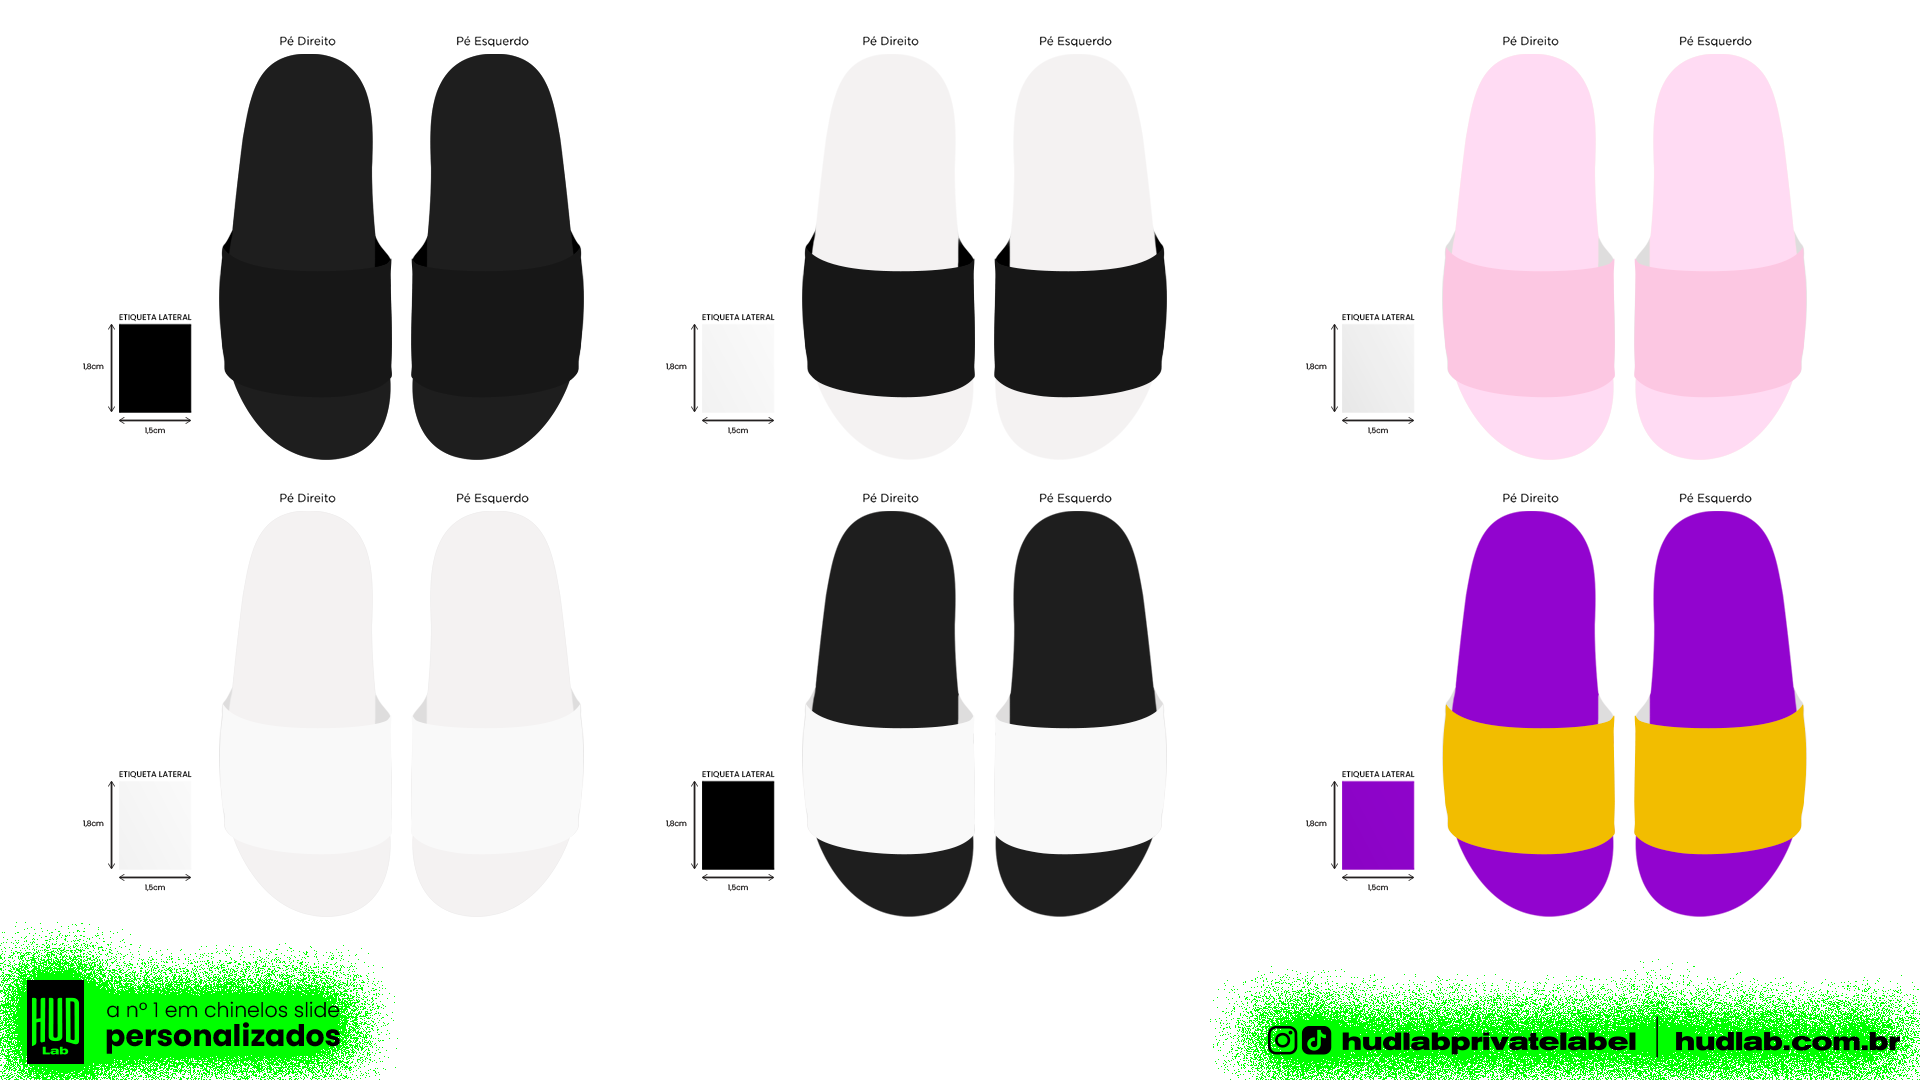 Pé Direito
Pé Esquerdo
ETIQUETA LATERAL
1,8cm
1,5cm
Pé Direito
Pé Esquerdo
ETIQUETA LATERAL
1,8cm
1,5cm
Pé Direito
Pé Esquerdo
ETIQUETA LATERAL
1,8cm
1,5cm
Pé Direito
Pé Esquerdo
ETIQUETA LATERAL
1,8cm
1,5cm
Pé Direito
Pé Esquerdo
ETIQUETA LATERAL
1,8cm
1,5cm
Pé Direito
Pé Esquerdo
ETIQUETA LATERAL
1,8cm
1,5cm
HUD
Lab
a nº 1 em chinelos slide
personalizados
hudlabprivatelabel | hudlab.com.br